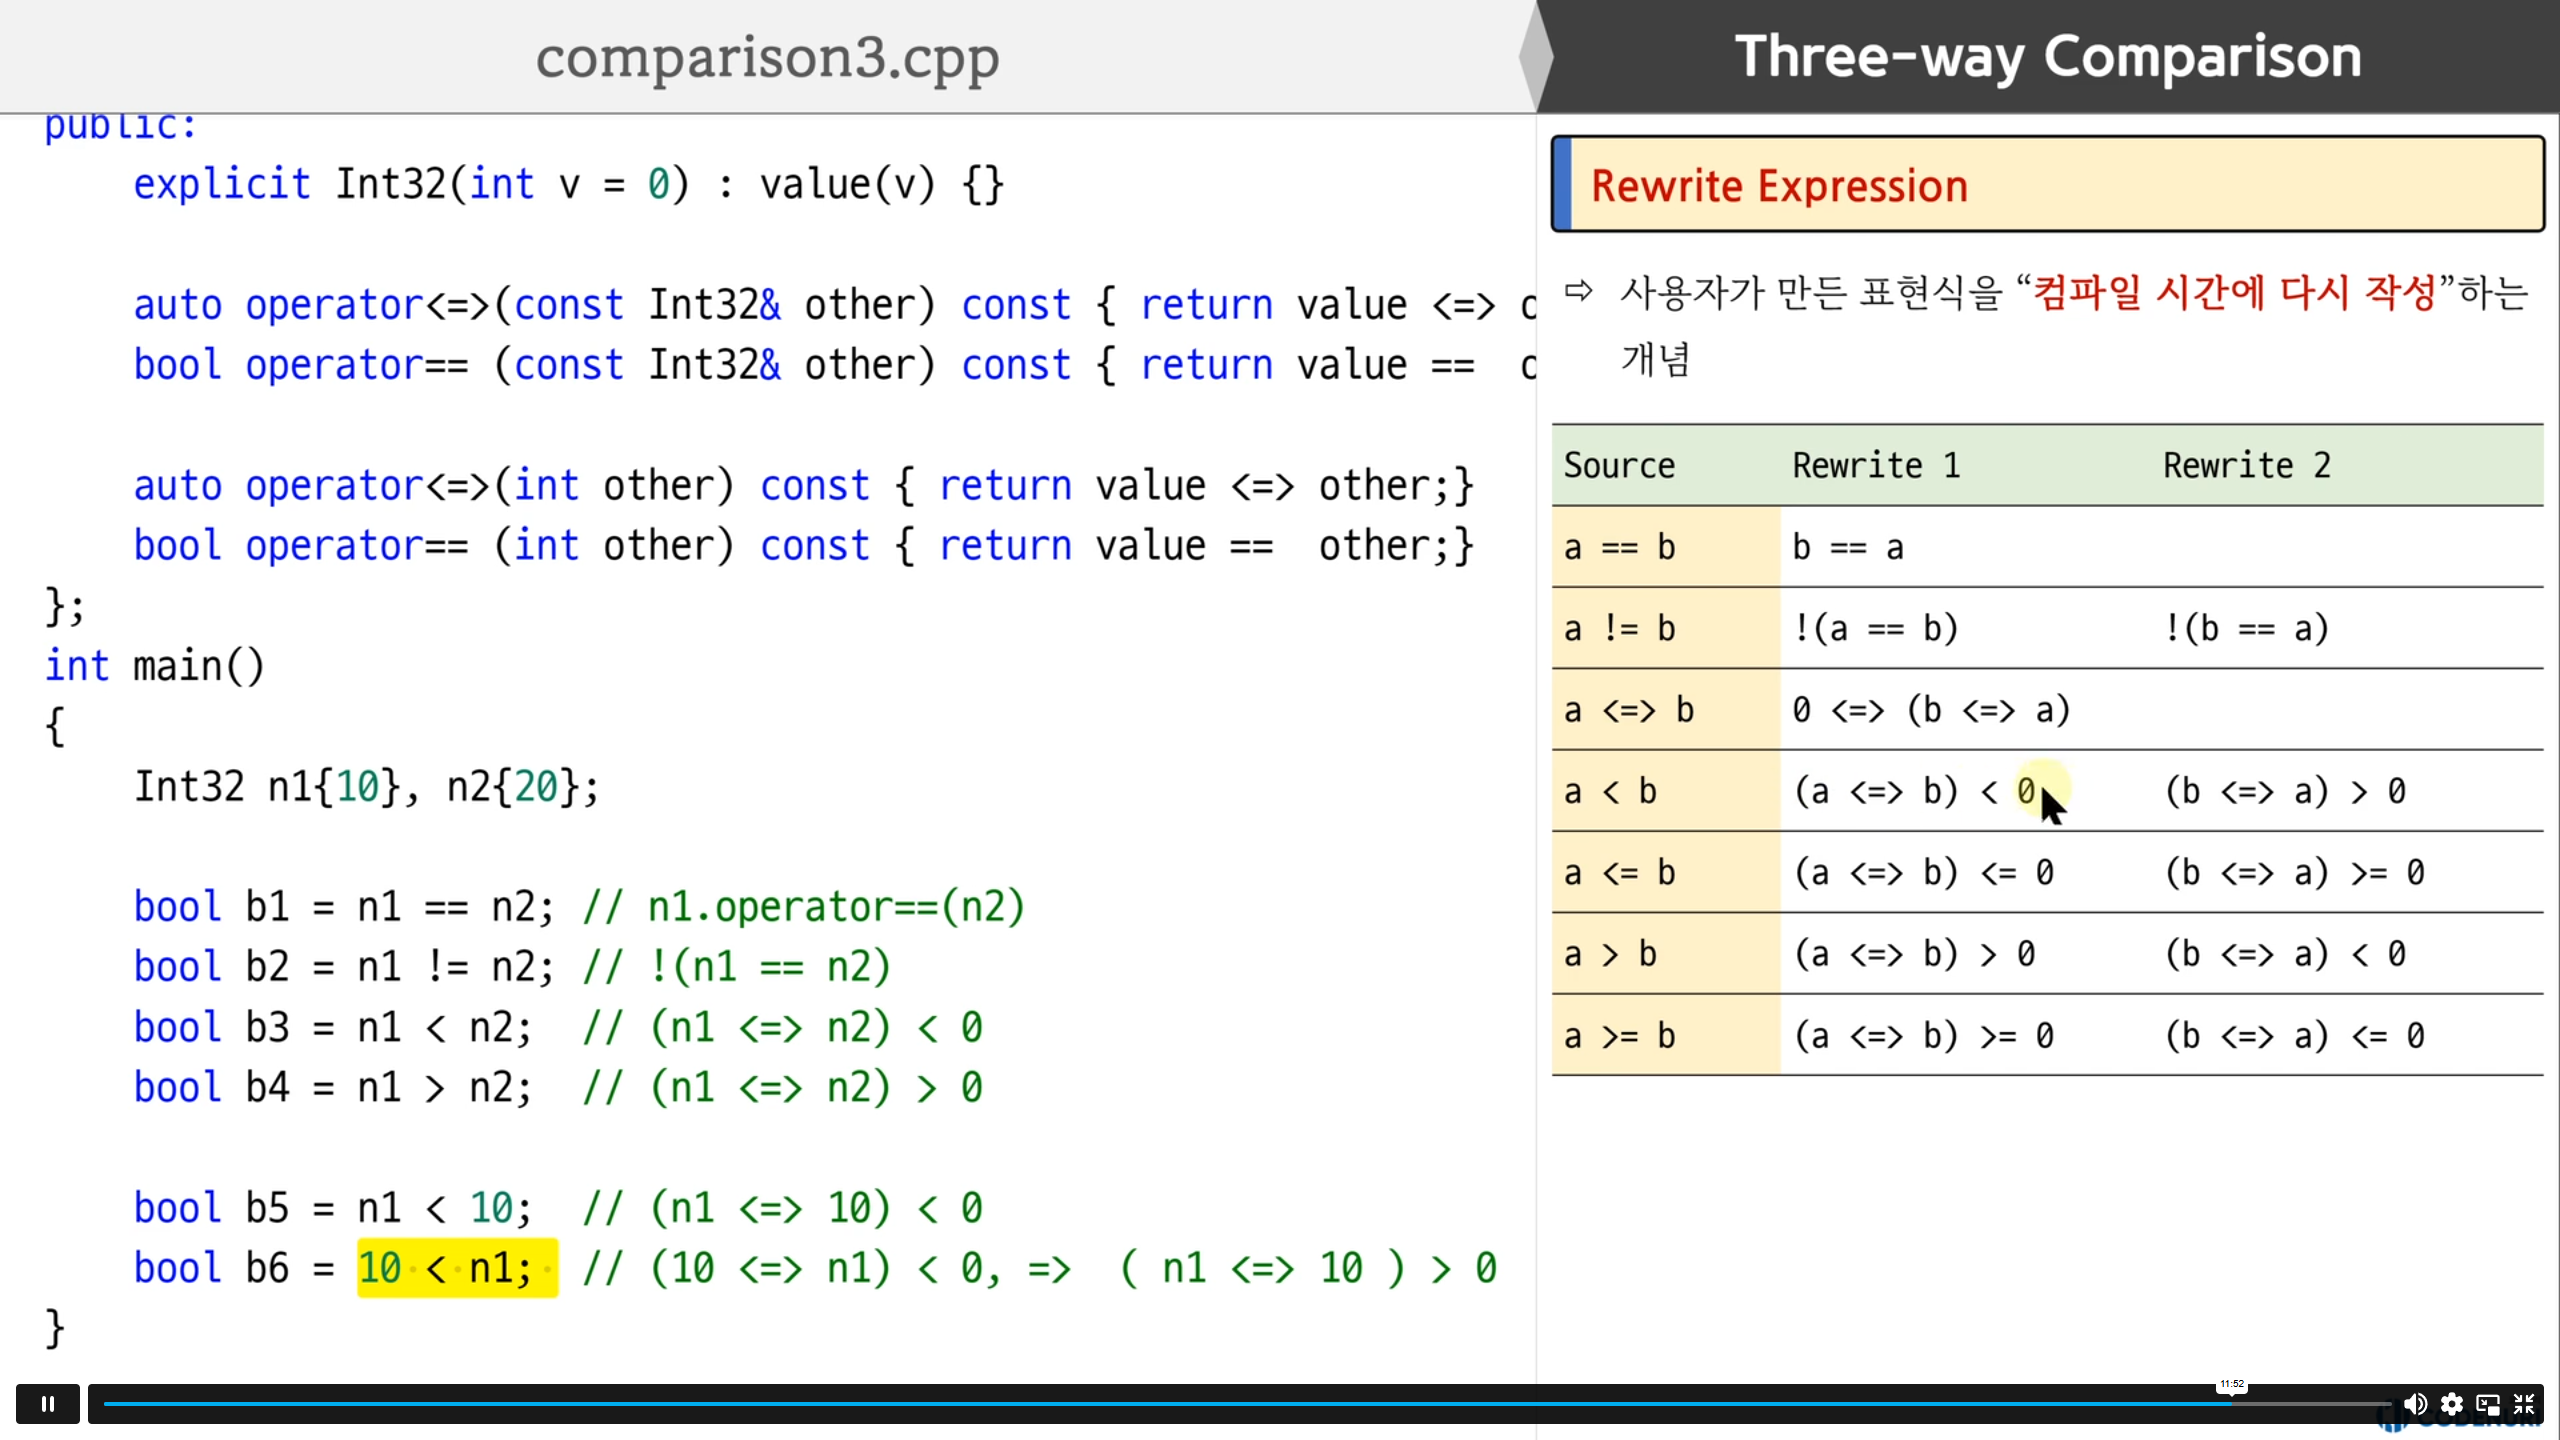 comparison3.cpp
public:
explicit Int32(int v = 0) : value(v) {}
auto operator<=>(const Int32& other) const { return value <=> o
bool operator== (const Int32& other) const { return value == o
auto operator<=>(int other) const { return value <=> other;}
bool operator== (int other) const { return value == other;}
};
int main()
{
Int32 n1{10}, n2{20};
bool b1 = n1 == n2; // n1.operator==(n2)
bool b2 = n1 != n2; // !(n1 == n2)
bool b3 = n1 < n2; // (n1 <=> n2) < 0
bool b4 = n1 > n2; // (n1 <=> n2) > 0
bool b5 = n1 < 10; // (n1 <=> 10) < 0
bool b6 = 10 < n1; // (10 <=> n1) < 0, => ( n1 <=> 10 ) > 0
}
Three-way Comparison
Rewrite Expression
⇨ 사용자가 만든 표현식을 “컴파일 시간에 다시 작성”하는
개념
Source Rewrite 1 Rewrite 2
a == b b == a
a != b !(a == b) !(b == a)
a <=> b 0 <=> (b <=> a)
a < b (a <=> b) < 0 (b <=> a) > 0
a <= b (a <=> b) <= 0 (b <=> a) >= 0
a > b (a <=> b) > 0 (b <=> a) < 0
a >= b (a <=> b) >= 0 (b <=> a) <= 0
11:52